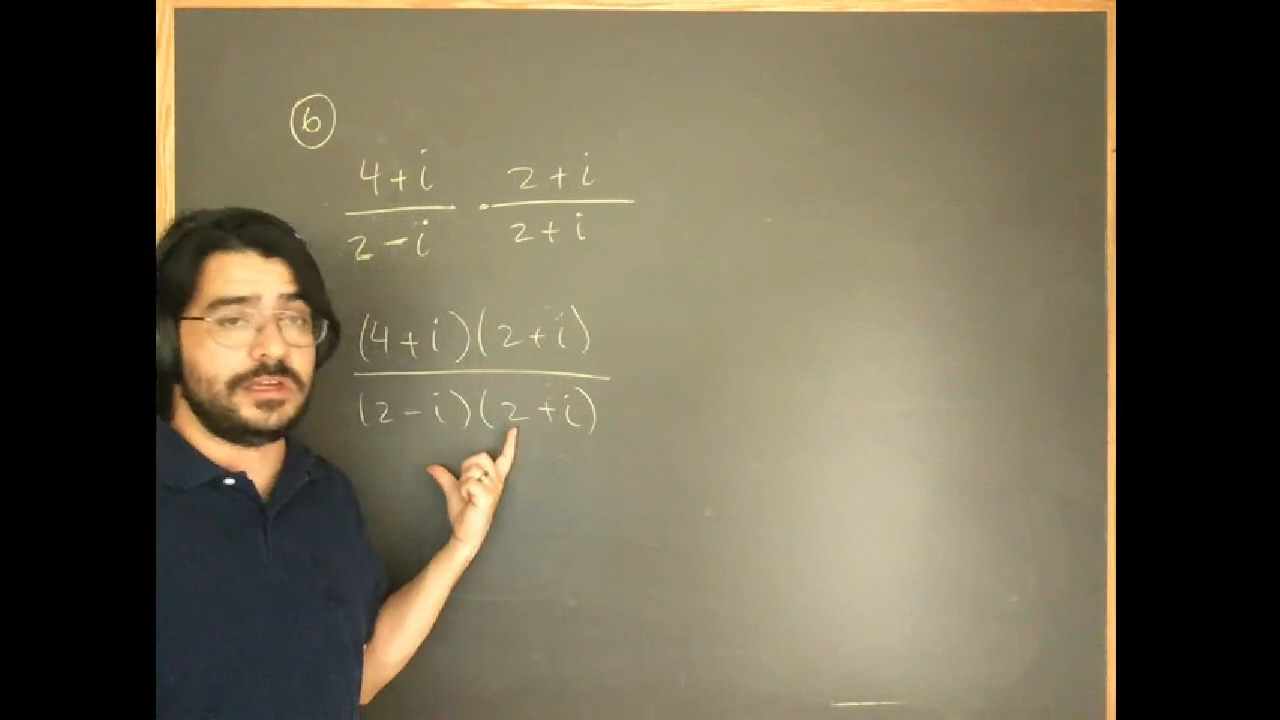 6
4+i / 2-i · 2+i / 2+i
(4+i)(2+i) / (2-i)(2+i)